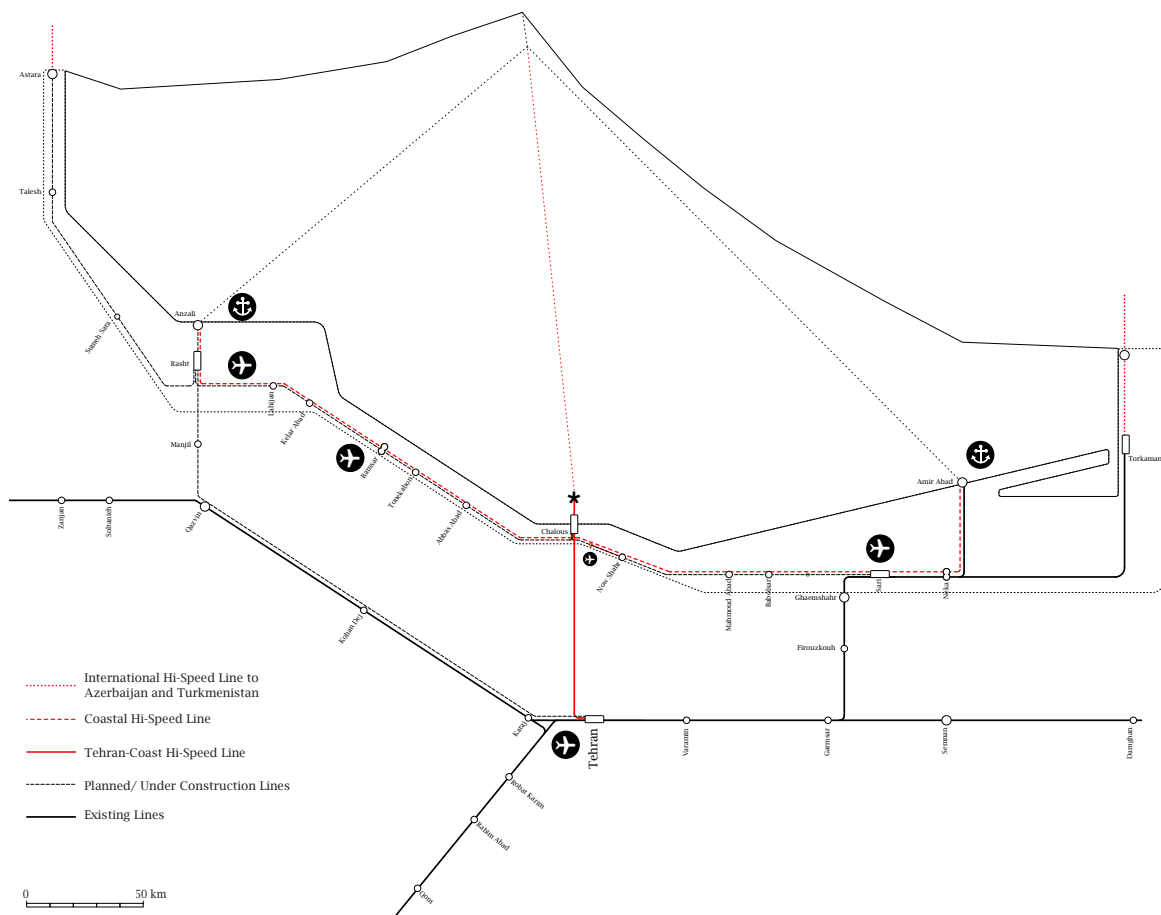 Astara
Talesh
Sumeh Sara
Anzali
Rasht
Lahijan
Kelar Abad
Manjil
Ramsar
Tonekabon
Abbas Abad
Amir Abad
Torkaman
Zanjan
Soltanieh
Qazvin
Chalous
Now Shahr
Mahmoud Abad
Babolsar
Sari
Neka
Ghaemshahr
Kohan Dej
Firouzkouh
International Hi-Speed Line to
Azerbaijan and Turkmenistan
Coastal Hi-Speed Line
Tehran-Coast Hi-Speed Line
Planned/ Under Construction Lines
Existing Lines
Karaj
Tehran
Varamin
Garmsar
Semnan
Damghan
Robat Karim
Rahim Abad
Qom
0 50 km